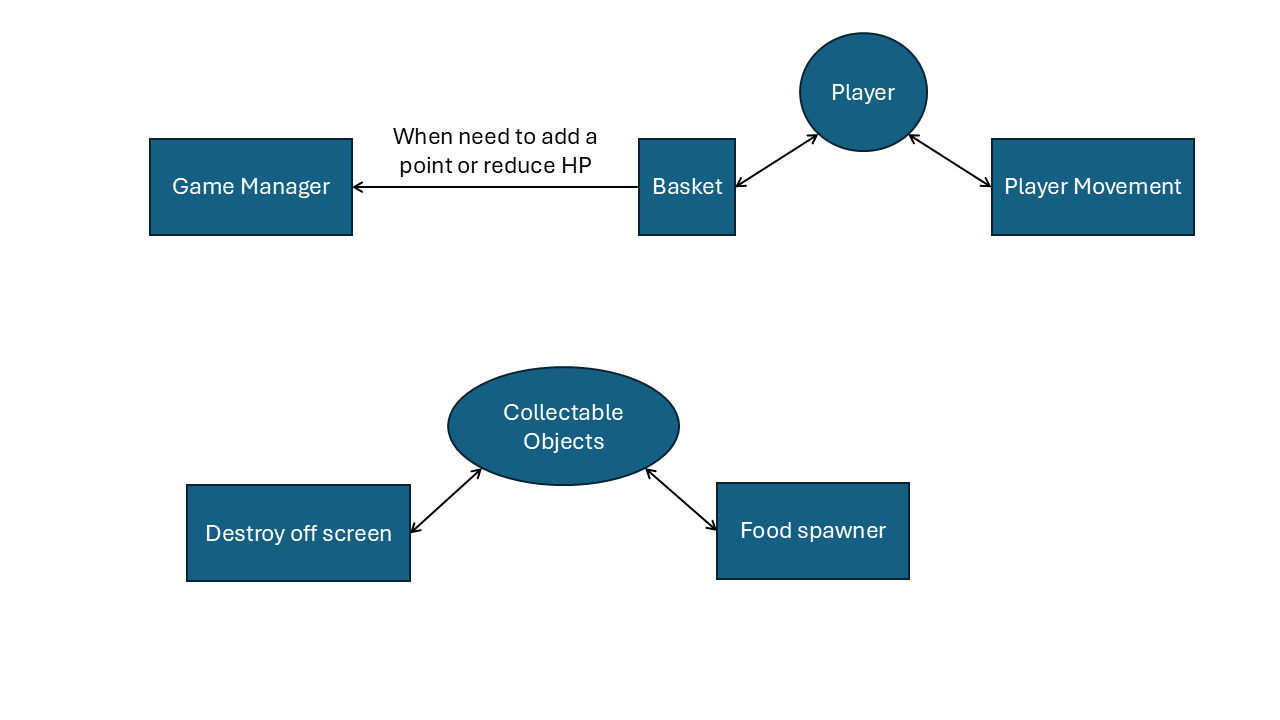 Player
When need to add a
point or reduce HP
Game Manager
Basket
Player Movement
Collectable
Objects
Destroy off screen
Food spawner